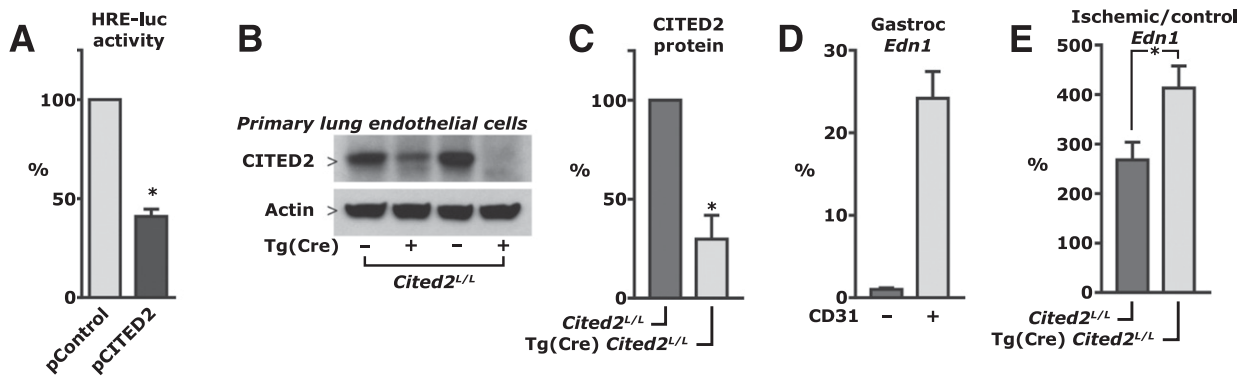 A
HRE-luc
activity
100
%
50
*
0
pControl
pCITED2
B
Primary lung endothelial cells
CITED2 >
Actin >
Tg(Cre) – + – +
Cited2L/L
C
CITED2
protein
100
%
50
*
0
Cited2L/L
Tg(Cre) Cited2L/L
D
Gastroc
Edn1
30
20
%
10
0
CD31 – +
E
Ischemic/control
Edn1
*
500
400
300
%
200
100
0
Cited2L/L
Tg(Cre) Cited2L/L